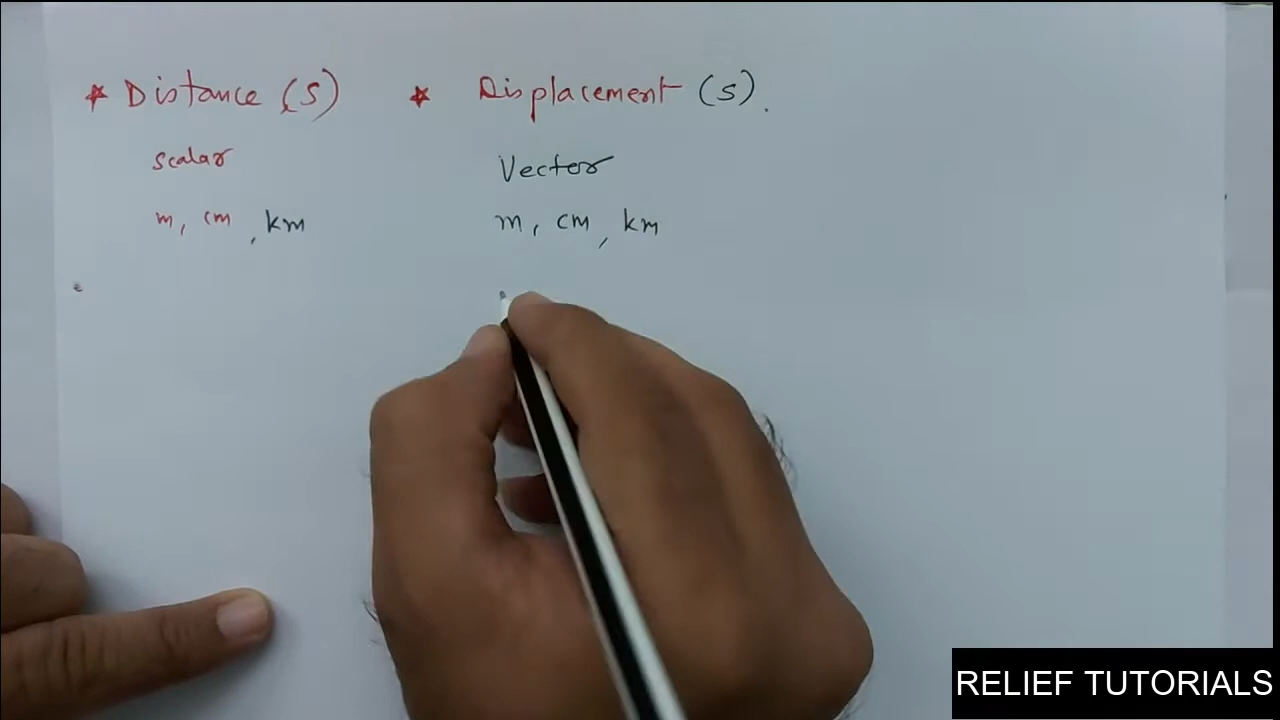 * Distance (S) * Displacement (s).
Scalar Vector
m, cm, km m, cm, km
RELIEF TUTORIALS